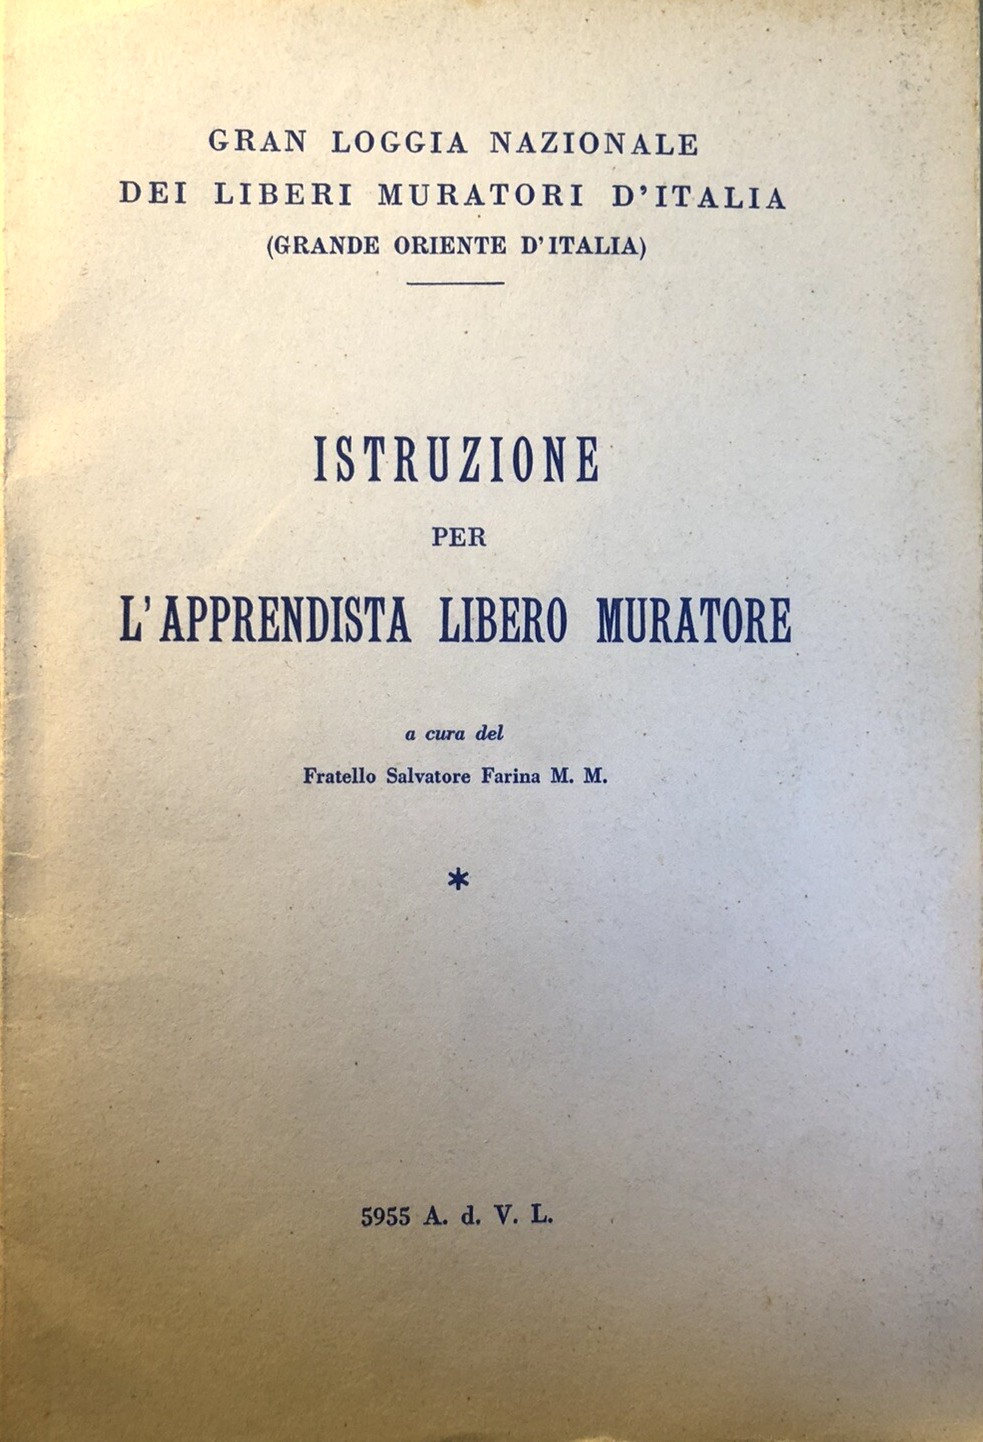 GRAN LOGGIA NAZIONALE
DEI LIBERI MURATORI D'ITALIA
(GRANDE ORIENTE D'ITALIA)
ISTRUZIONE
PER
L'APPRENDISTA LIBERO MURATORE
a cura del
Fratello Salvatore Farina M. M.
*
5955 A. d. V. L.